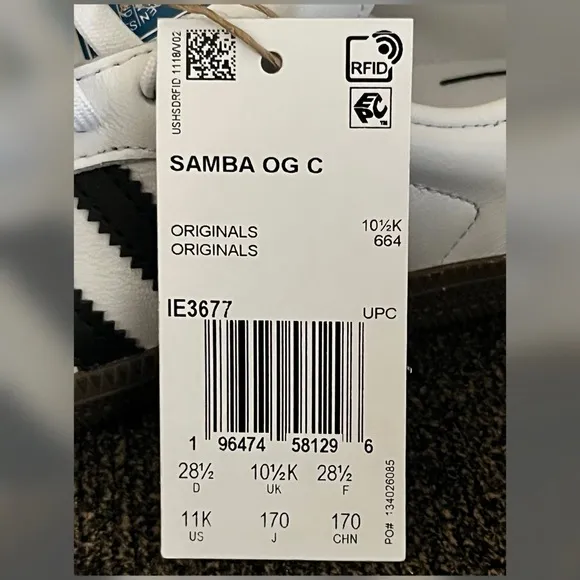 USHSDRFID 1118/V02
RFID
EPC™
SAMBA OG C
ORIGINALS 10½K
ORIGINALS 664
IE3677 UPC
1 96474 58129 6
28½ 10½K 28½
D UK F
11K 170 170
US J CHN
PO# 134026085